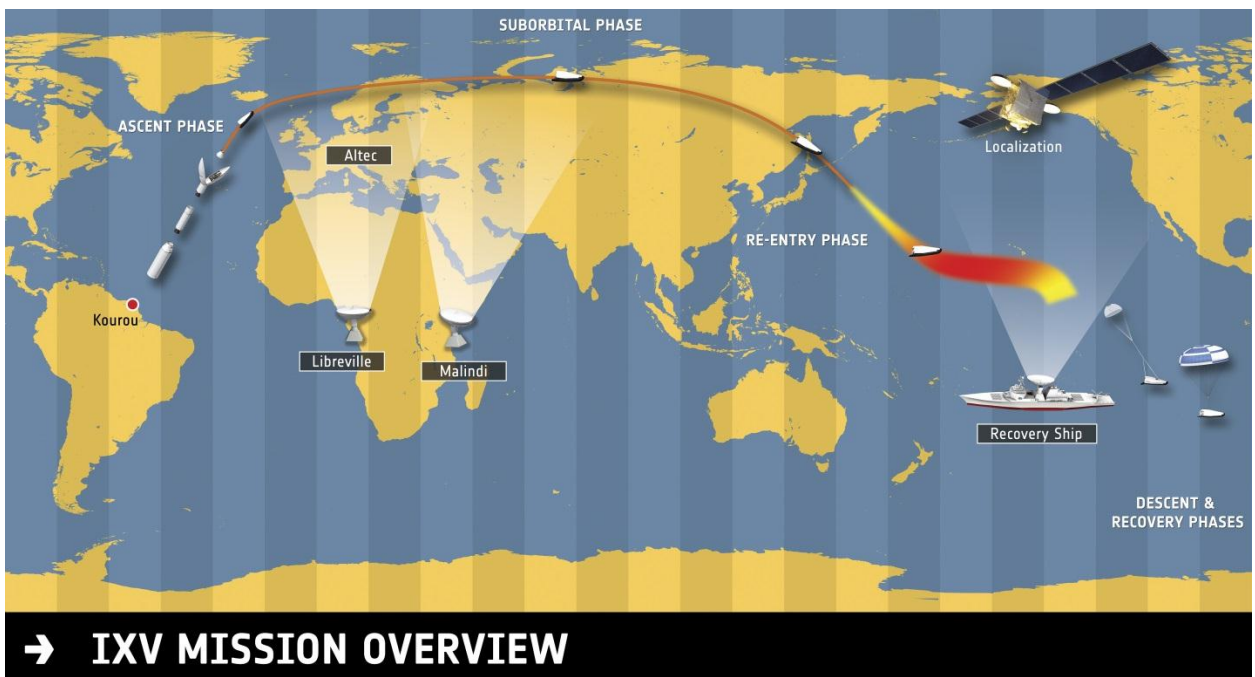 SUBORBITAL PHASE
ASCENT PHASE
Altec
Localization
RE-ENTRY PHASE
Kourou
Libreville
Malindi
Recovery Ship
DESCENT &
RECOVERY PHASES
→ IXV MISSION OVERVIEW